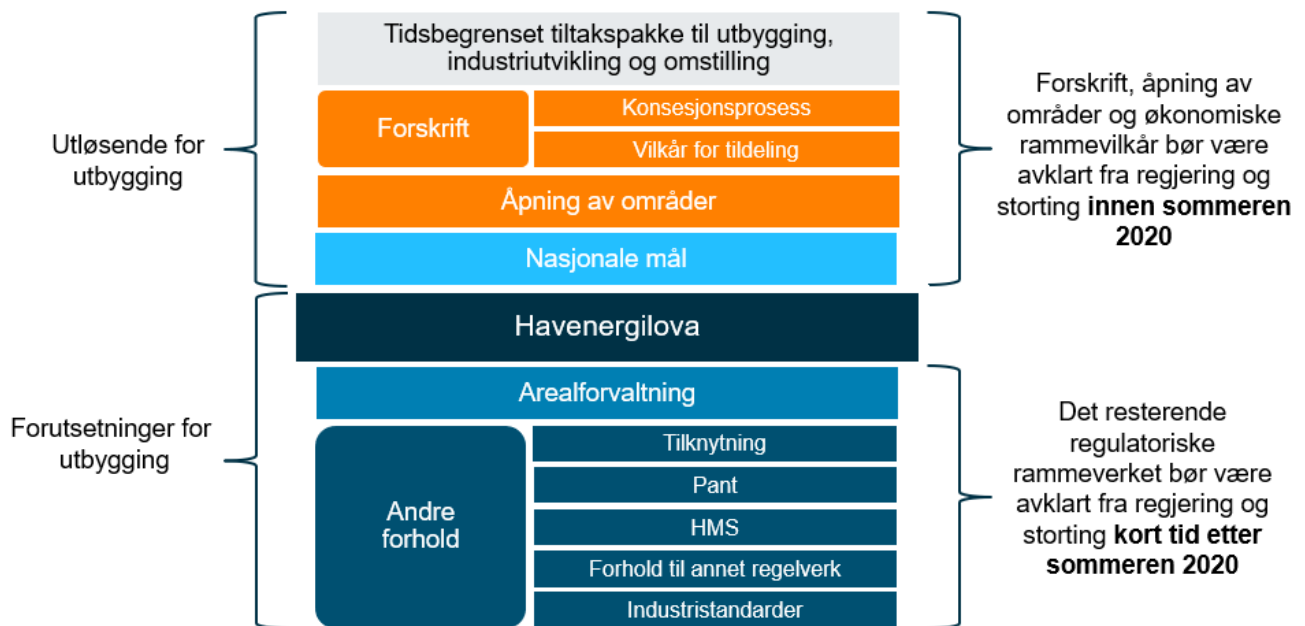 Tidsbegrenset tiltakspakke til utbygging,
industriutvikling og omstilling
Utløsende for
utbygging
Forskrift
Konsesjonsprosess
Vilkår for tildeling
Åpning av områder
Nasjonale mål
Forskrift, åpning av
områder og økonomiske
rammevilkår bør være
avklart fra regjering og
storting innen sommeren
2020
Havenergilova
Forutsetninger for
utbygging
Arealforvaltning
Andre
forhold
Tilknytning
Pant
HMS
Forhold til annet regelverk
Industristandarder
Det resterende
regulatoriske
rammeverket bør være
avklart fra regjering og
storting kort tid etter
sommeren 2020